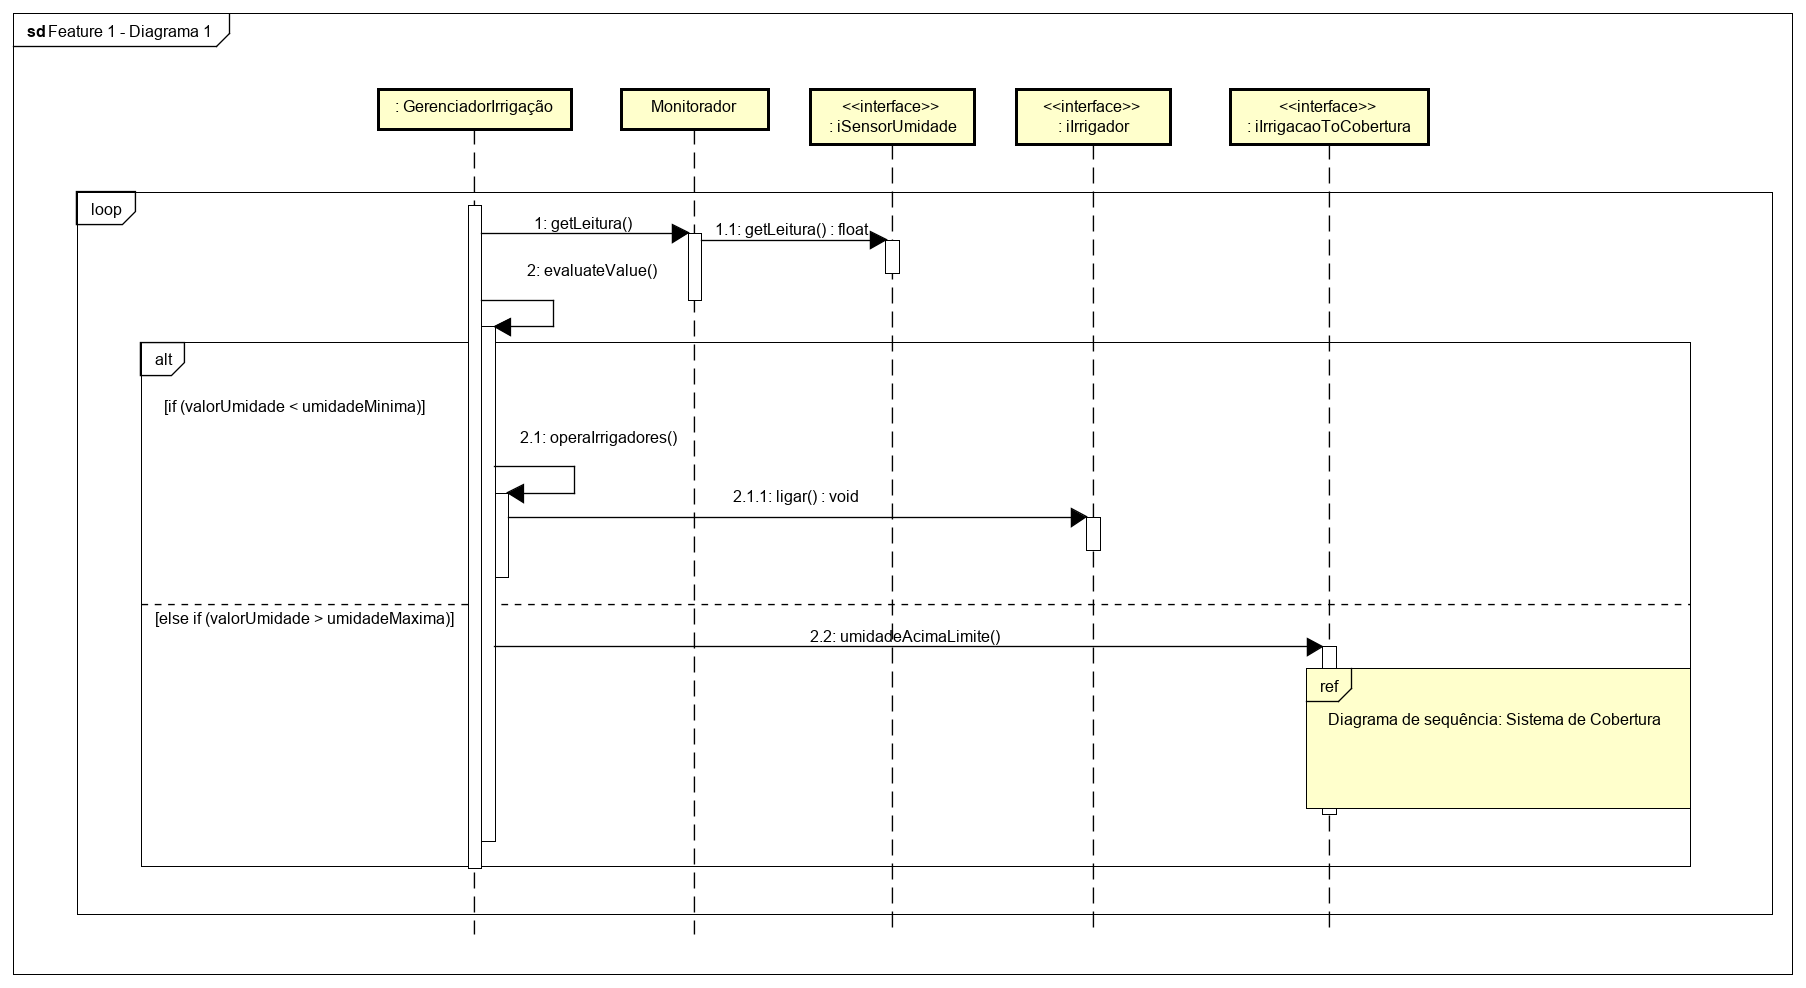 sd Feature 1 - Diagrama 1
: GerenciadorIrrigação
Monitorador
<<interface>>
: iSensorUmidade
<<interface>>
: iIrrigador
<<interface>>
: iIrrigacaoToCobertura
loop
1: getLeitura()
1.1: getLeitura() : float
2: evaluateValue()
alt
[if (valorUmidade < umidadeMinima)]
2.1: operaIrrigadores()
2.1.1: ligar() : void
[else if (valorUmidade > umidadeMaxima)]
2.2: umidadeAcimaLimite()
ref
Diagrama de sequência: Sistema de Cobertura